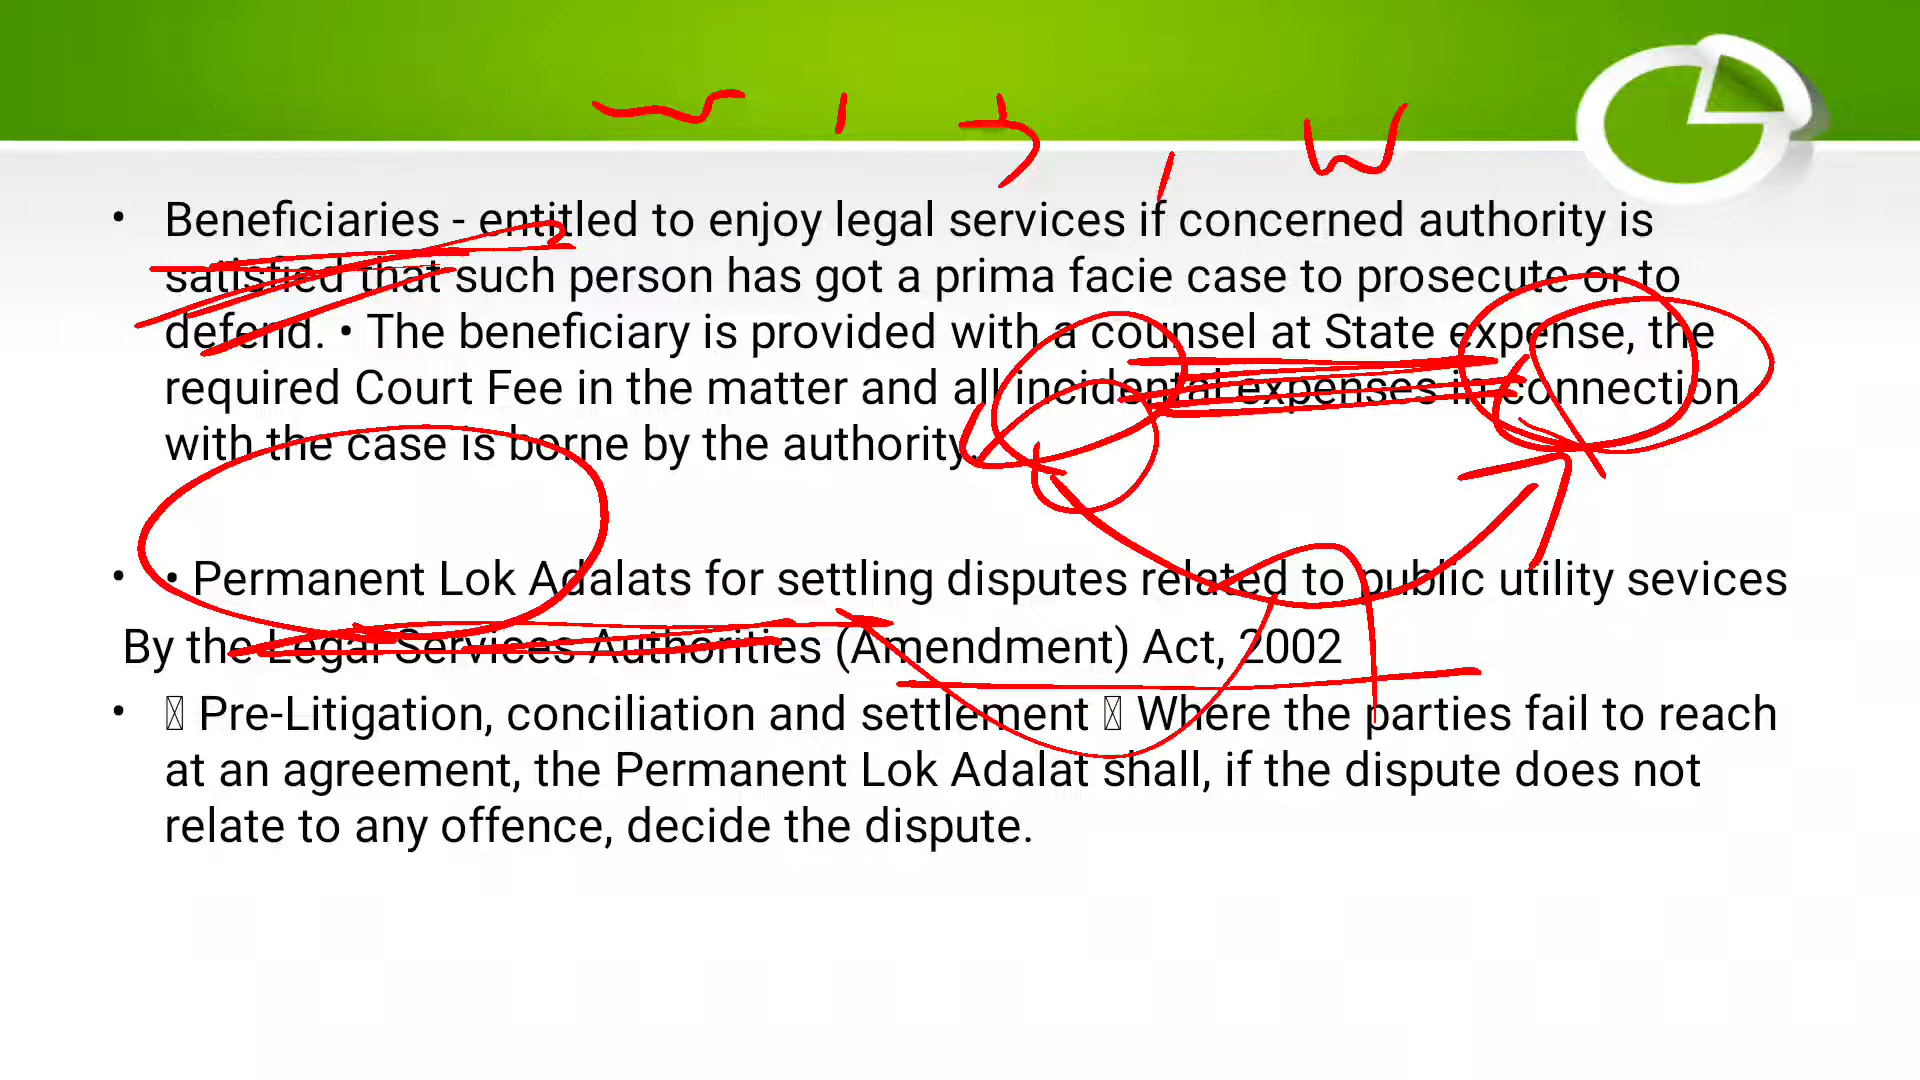 • Beneficiaries - entitled to enjoy legal services if concerned authority is
satisfied that such person has got a prima facie case to prosecute or to
defend. • The beneficiary is provided with a counsel at State expense, the
required Court Fee in the matter and all incidental expenses in connection
with the case is borne by the authority.
• • Permanent Lok Adalats for settling disputes related to public utility sevices
By the Legal Services Authorities (Amendment) Act, 2002
• Pre-Litigation, conciliation and settlement Where the parties fail to reach
at an agreement, the Permanent Lok Adalat shall, if the dispute does not
relate to any offence, decide the dispute.